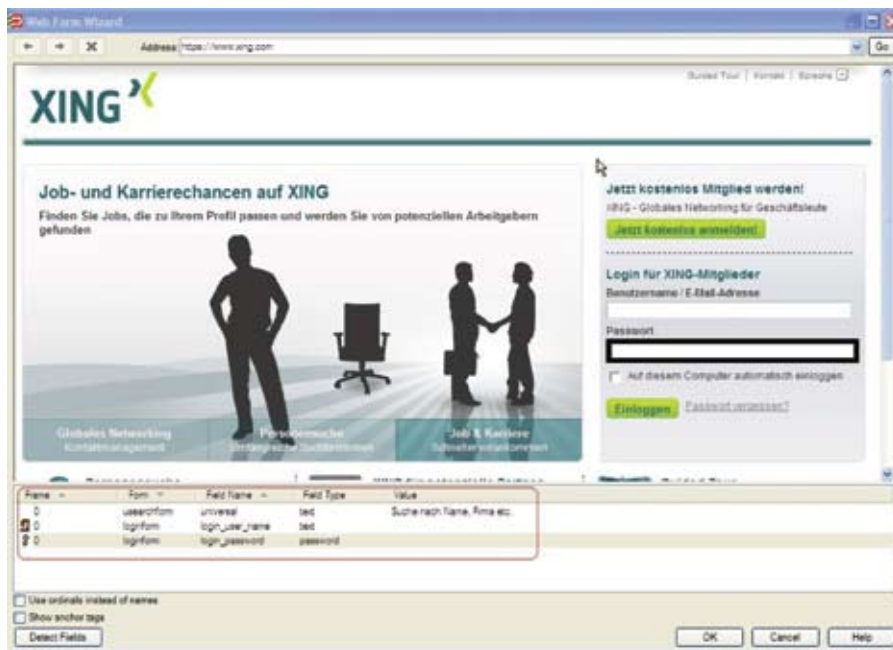 Web Form Wizard
Address https://www.xing.com
Go
Guided Tour | Kontakt | Sprache
XING
Job- und Karrierechancen auf XING
Finden Sie Jobs, die zu Ihrem Profil passen und werden Sie von potenziellen Arbeitgebern
gefunden
Globales Networking
Kontaktmanagement
Personensuche
Job & Karriere
Jetzt kostenlos Mitglied werden!
XING - Globales Networking für Geschäftsleute
Jetzt kostenlos anmelden!
Login für XING-Mitglieder
Benutzername / E-Mail-Adresse
Passwort
Auf diesem Computer automatisch einloggen
Einloggen Passwort vergessen?
Frame Form Field Name Field Type Value
0 usearchform universal text Suche nach Name, Firma etc.
0 loginform login_user_name text
0 loginform login_password password
Use ordinals instead of names
Show anchor tags
Detect Fields
OK Cancel Help